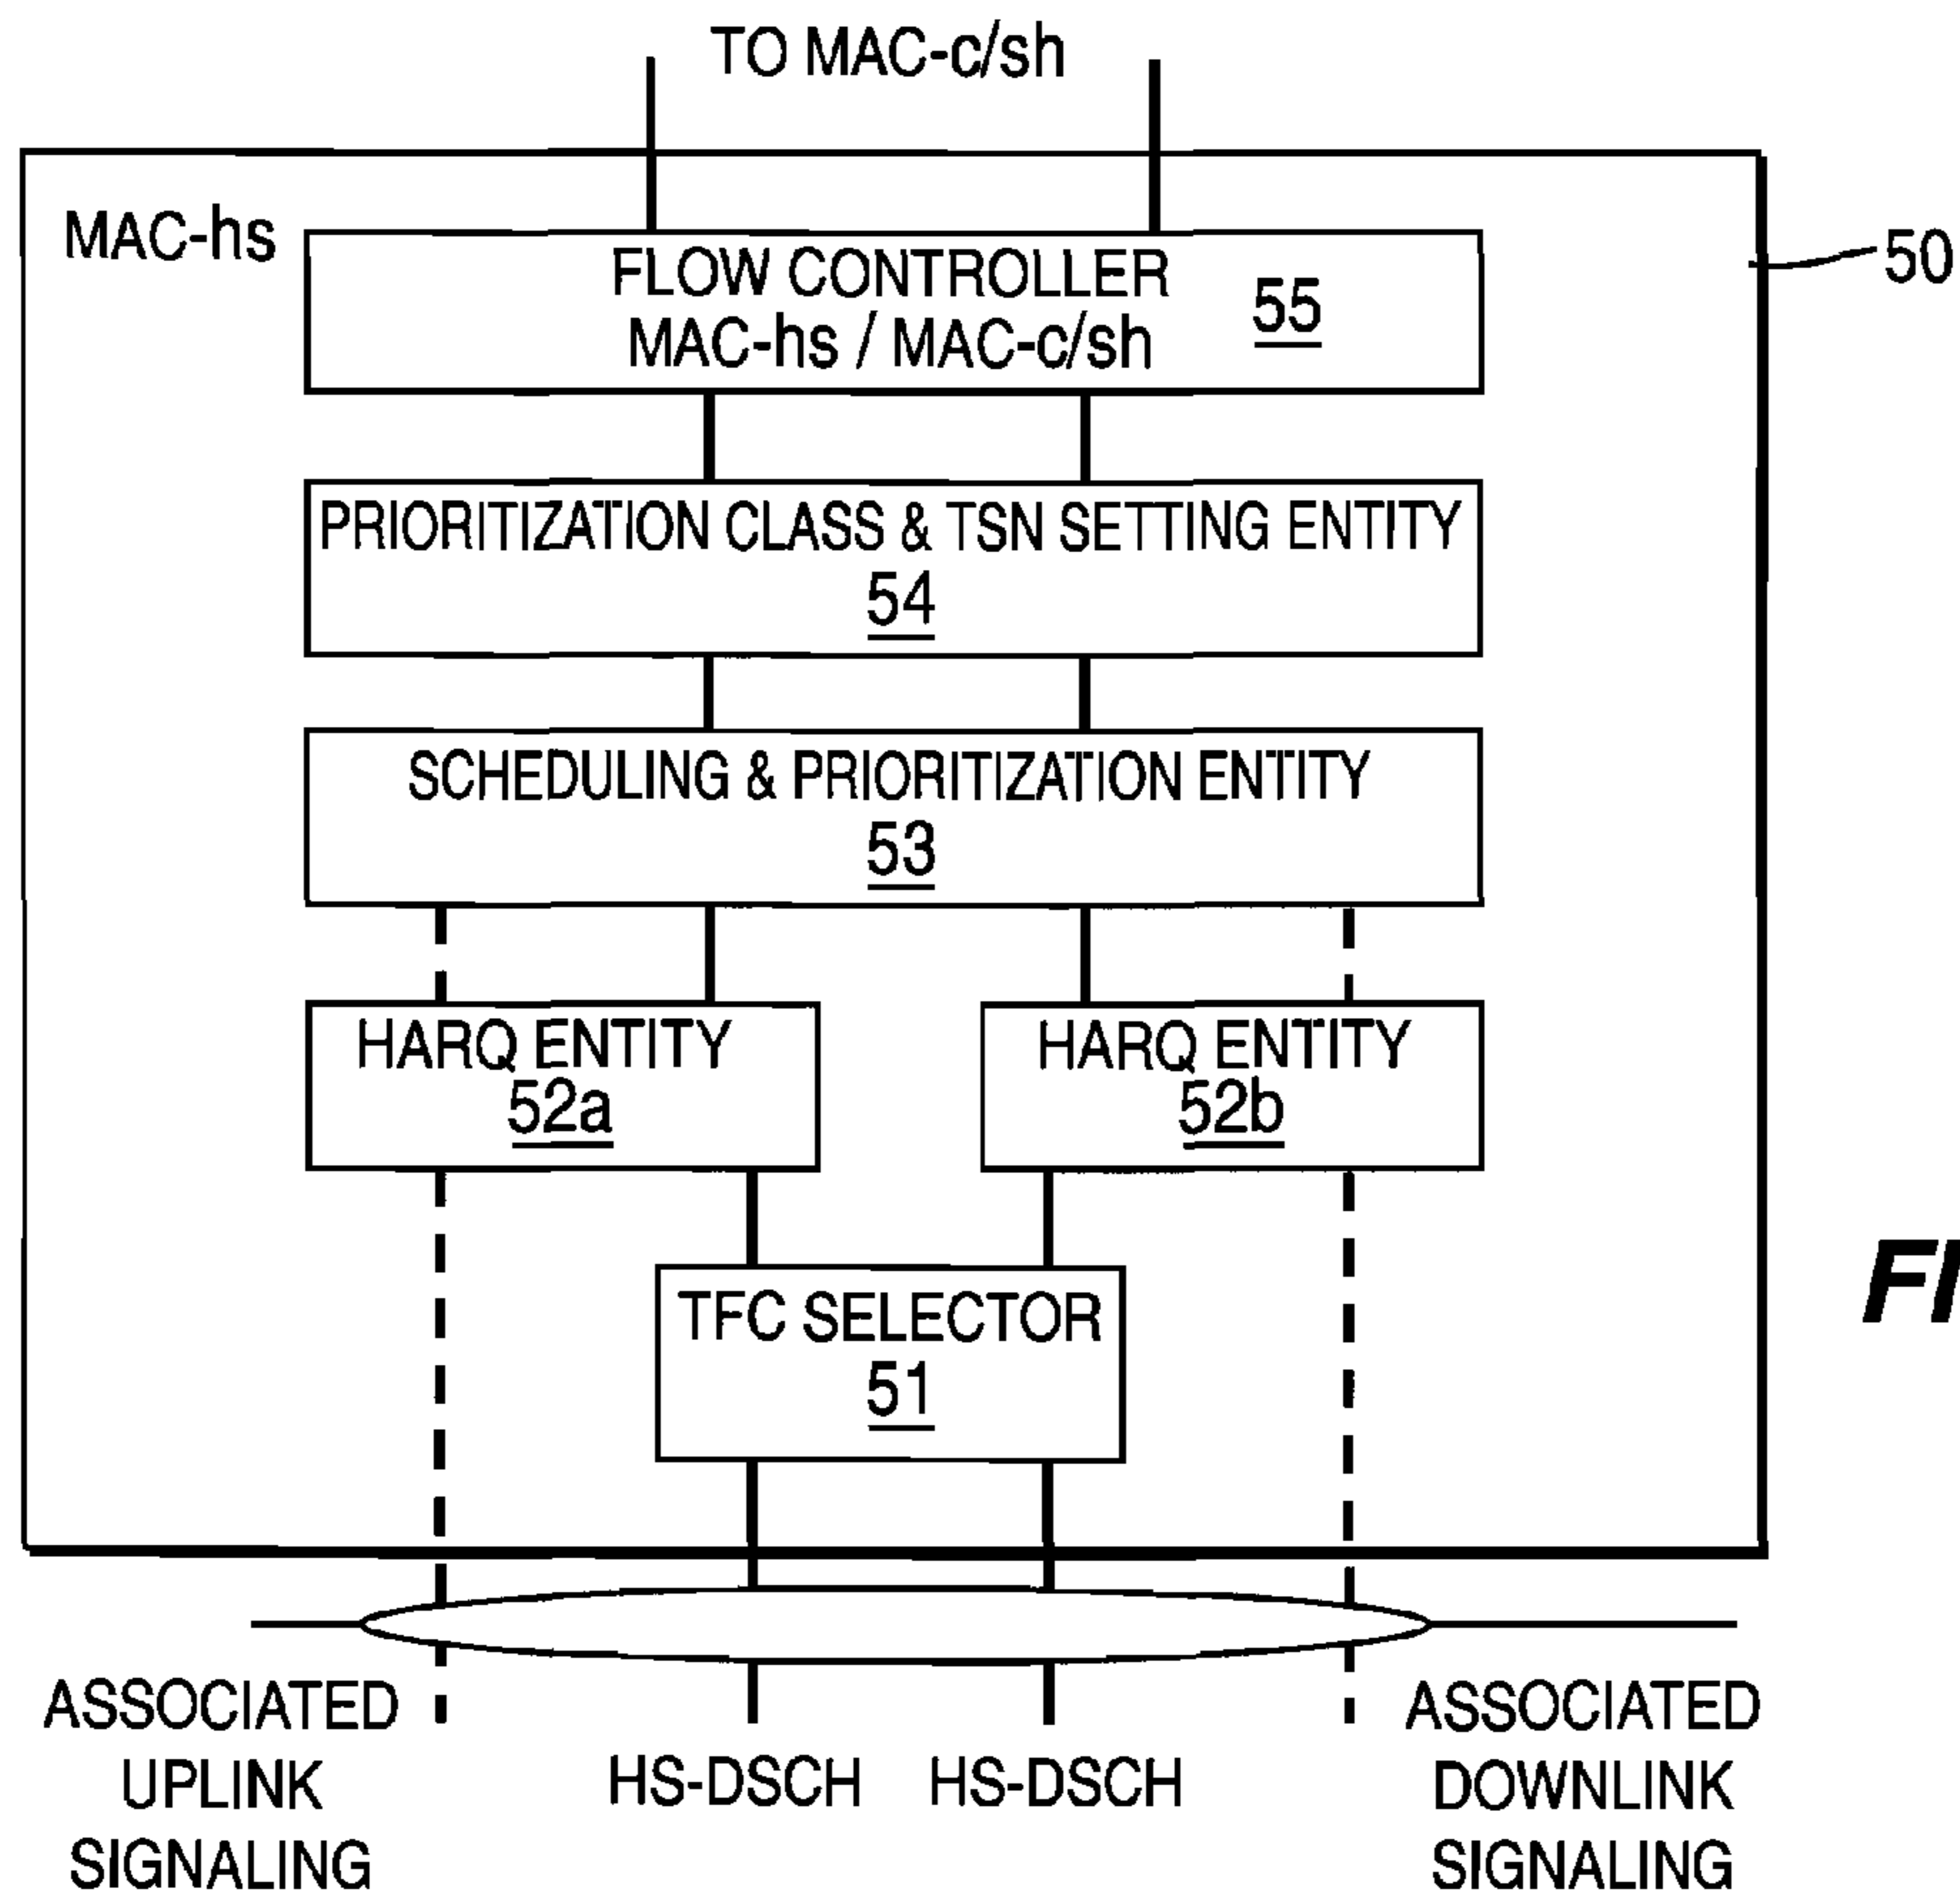 TO MAC-c/sh
MAC-hs
50
FLOW CONTROLLER
MAC-hs / MAC-c/sh
55
PRIORITIZATION CLASS & TSN SETTING ENTITY
54
SCHEDULING & PRIORITIZATION ENTITY
53
HARQ ENTITY
52a
HARQ ENTITY
52b
TFC SELECTOR
51
ASSOCIATED
UPLINK
SIGNALING
HS-DSCH
HS-DSCH
ASSOCIATED
DOWNLINK
SIGNALING